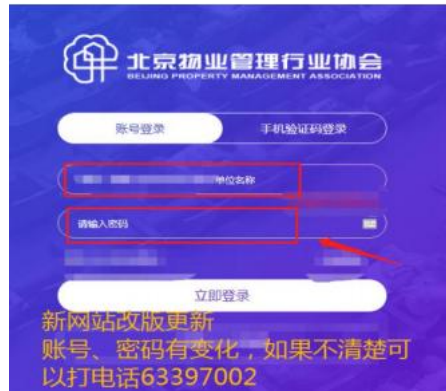 北京物业管理行业协会
BEIJING PROPERTY MANAGEMENT ASSOCIATION
账号登录
手机验证码登录
单位名称
请输入密码
立即登录
新网站改版更新
账号、密码有变化,如果不清楚可
以打电话63397002